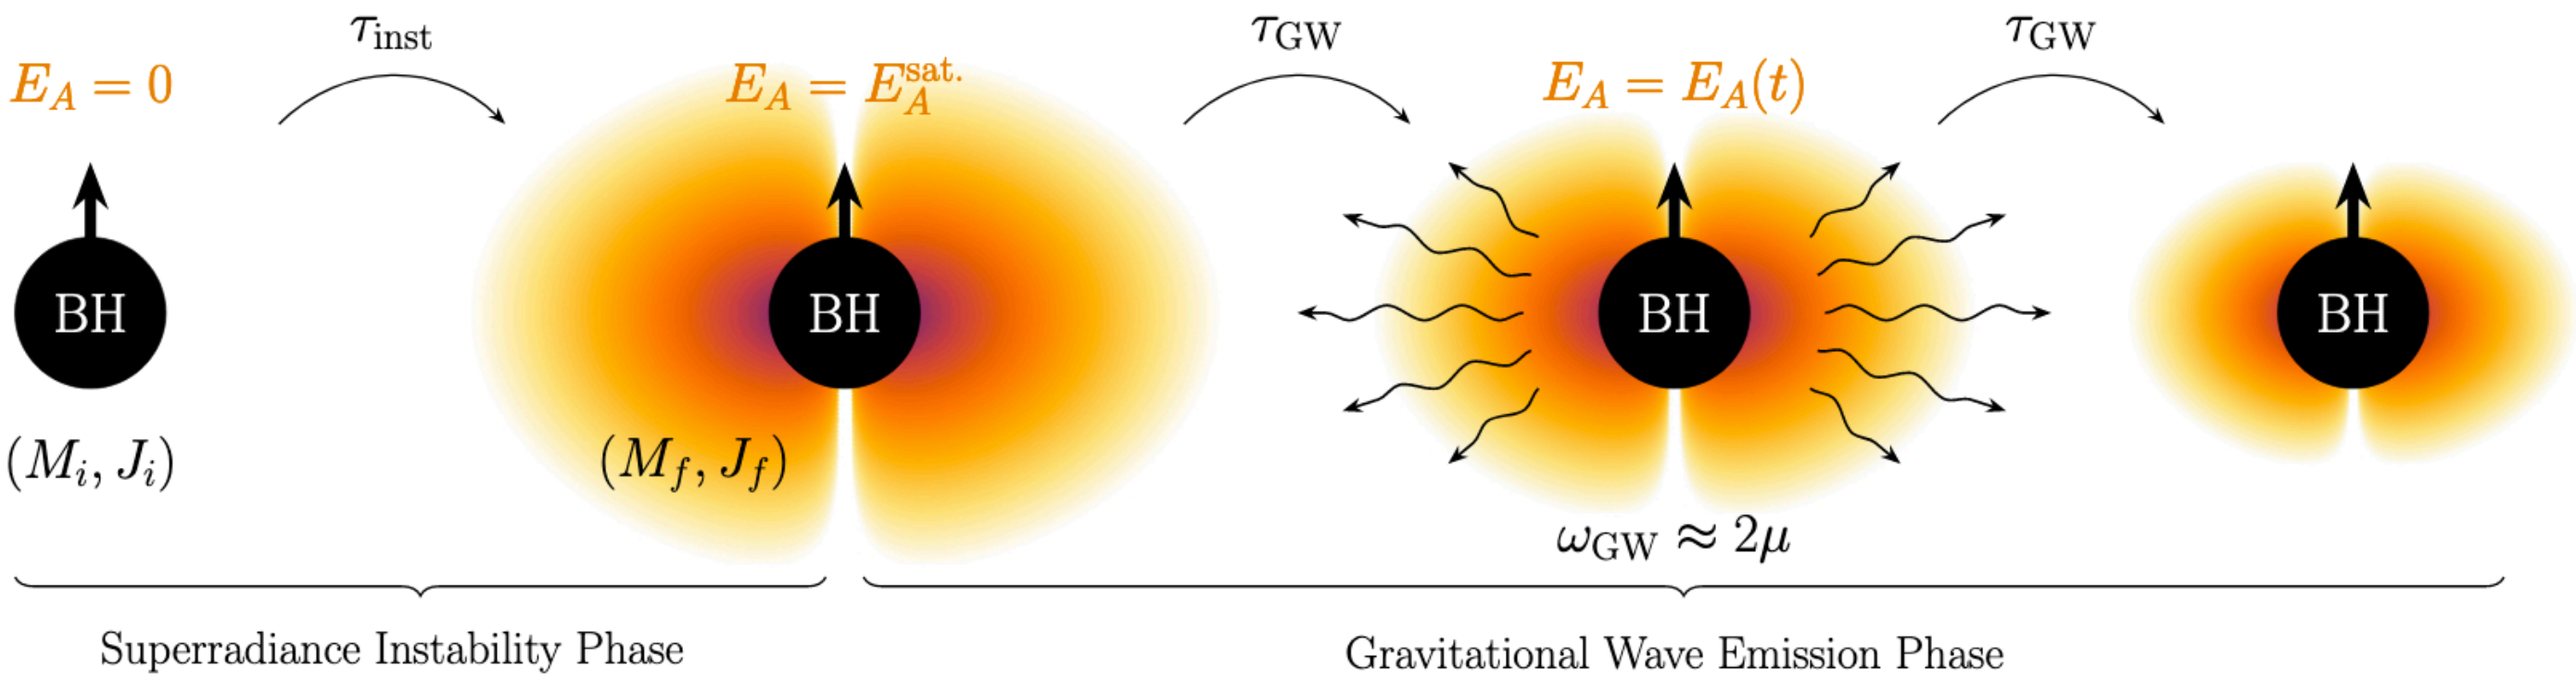 τ_inst
τ_GW
τ_GW
E_A = 0
E_A = E_A^sat.
E_A = E_A(t)
BH
BH
BH
BH
(M_i, J_i)
(M_f, J_f)
ω_GW ≈ 2μ
Superradiance Instability Phase
Gravitational Wave Emission Phase